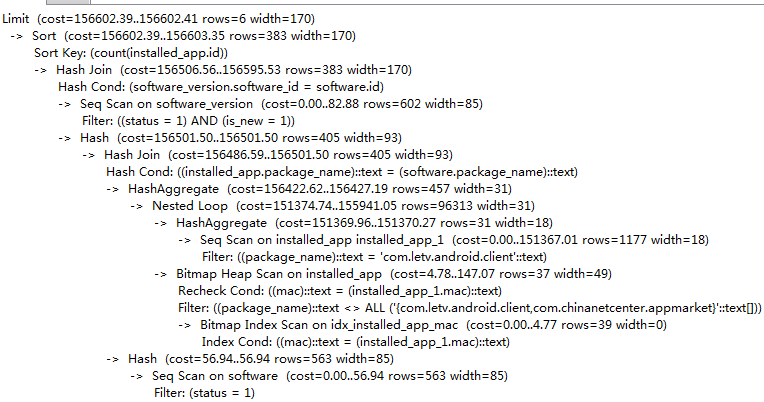 Limit  (cost=156602.39..156602.41 rows=6 width=170)
-> Sort  (cost=156602.39..156603.35 rows=383 width=170)
Sort Key: (count(installed_app.id))
-> Hash Join  (cost=156506.56..156595.53 rows=383 width=170)
Hash Cond: (software_version.software_id = software.id)
-> Seq Scan on software_version  (cost=0.00..82.88 rows=602 width=85)
Filter: ((status = 1) AND (is_new = 1))
-> Hash  (cost=156501.50..156501.50 rows=405 width=93)
-> Hash Join  (cost=156486.59..156501.50 rows=405 width=93)
Hash Cond: ((installed_app.package_name)::text = (software.package_name)::text)
-> HashAggregate  (cost=156422.62..156427.19 rows=457 width=31)
-> Nested Loop  (cost=151374.74..155941.05 rows=96313 width=31)
-> HashAggregate  (cost=151369.96..151370.27 rows=31 width=18)
-> Seq Scan on installed_app installed_app_1  (cost=0.00..151367.01 rows=1177 width=18)
Filter: ((package_name)::text = 'com.letv.android.client'::text)
-> Bitmap Heap Scan on installed_app  (cost=4.78..147.07 rows=37 width=49)
Recheck Cond: ((mac)::text = (installed_app_1.mac)::text)
Filter: ((package_name)::text <> ALL ('{com.letv.android.client,com.chinanetcenter.appmarket}'::text[]))
-> Bitmap Index Scan on idx_installed_app_mac  (cost=0.00..4.77 rows=39 width=0)
Index Cond: ((mac)::text = (installed_app_1.mac)::text)
-> Hash  (cost=56.94..56.94 rows=563 width=85)
-> Seq Scan on software  (cost=0.00..56.94 rows=563 width=85)
Filter: (status = 1)